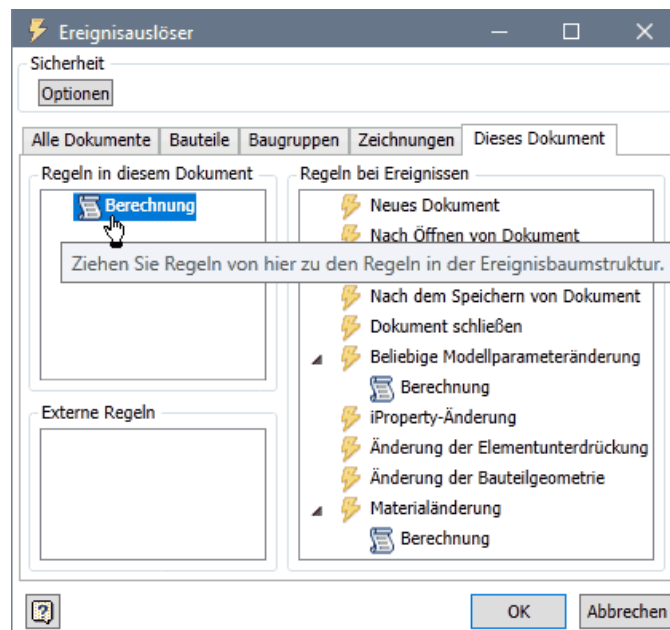 Ereignisauslöser
Sicherheit
Optionen
Alle Dokumente Bauteile Baugruppen Zeichnungen Dieses Dokument
Regeln in diesem Dokument
Berechnung
Regeln bei Ereignissen
Neues Dokument
Nach Öffnen von Dokument
Ziehen Sie Regeln von hier zu den Regeln in der Ereignisbaumstruktur.
Nach dem Speichern von Dokument
Dokument schließen
Beliebige Modellparameteränderung
Berechnung
iProperty-Änderung
Änderung der Elementunterdrückung
Änderung der Bauteilgeometrie
Materialänderung
Berechnung
Externe Regeln
OK Abbrechen